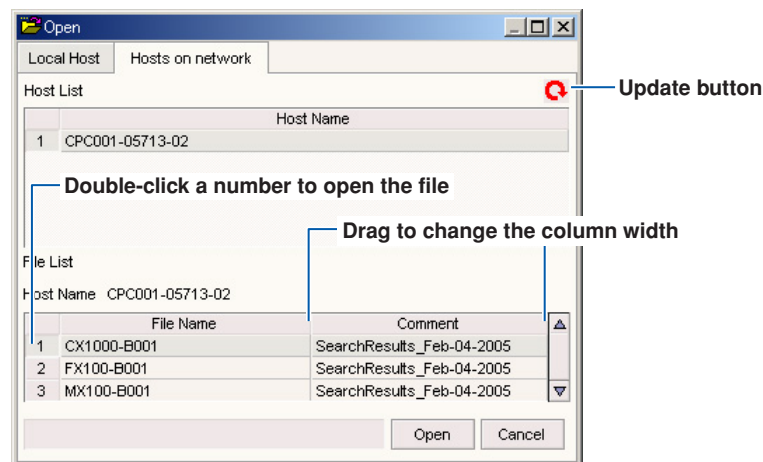 Open
Local Host Hosts on network
Host List
Update button
Host Name
1 CPC001-05713-02
Double-click a number to open the file
Drag to change the column width
File List
Host Name CPC001-05713-02
File Name Comment
1 CX1000-B001 SearchResults_Feb-04-2005
2 FX100-B001 SearchResults_Feb-04-2005
3 MX100-B001 SearchResults_Feb-04-2005
Open Cancel